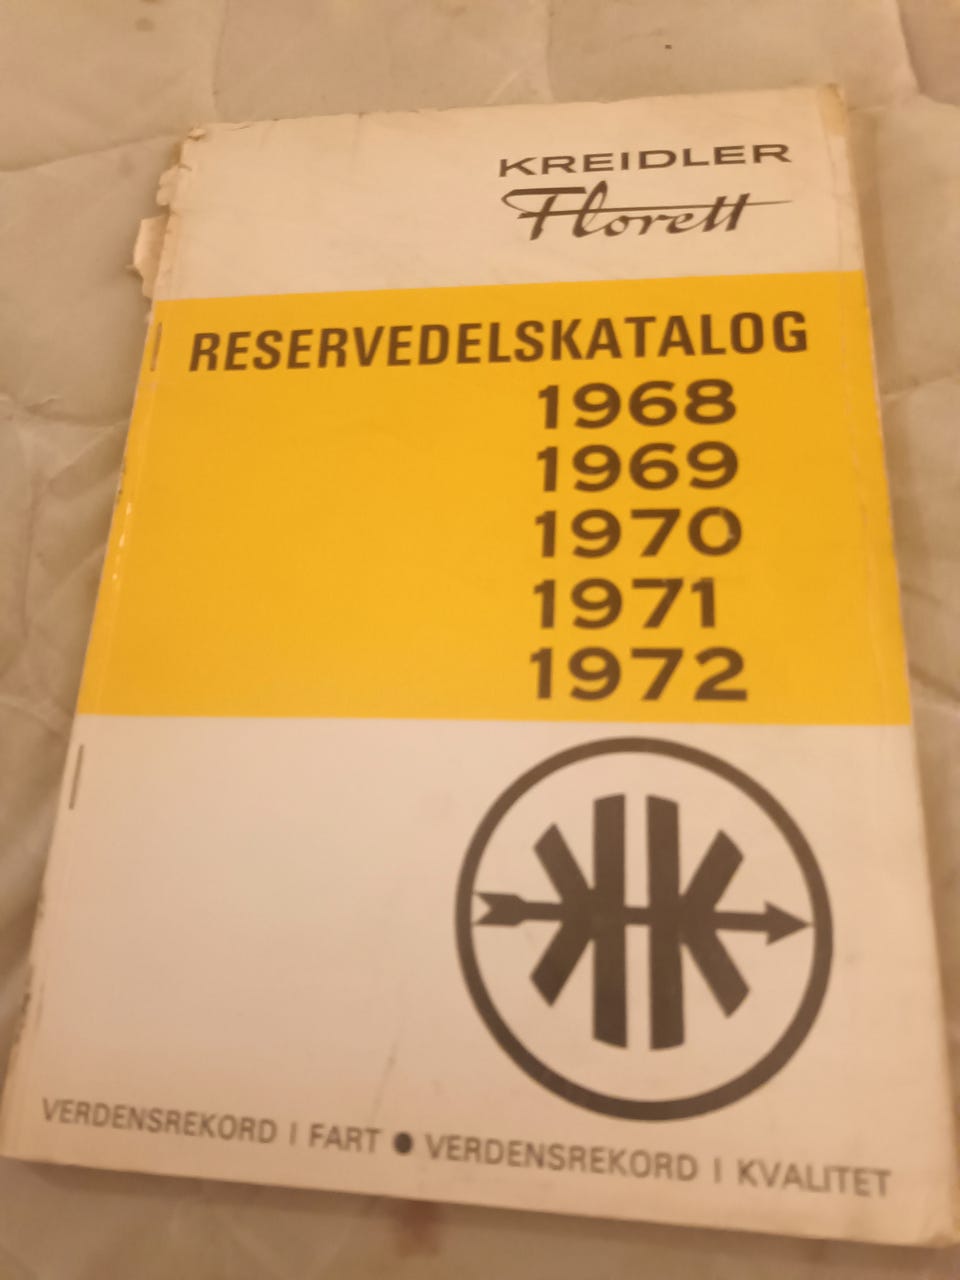 KREIDLER
Florett
RESERVEDELSKATALOG
1968
1969
1970
1971
1972
VERDENSREKORD I FART ● VERDENSREKORD I KVALITET